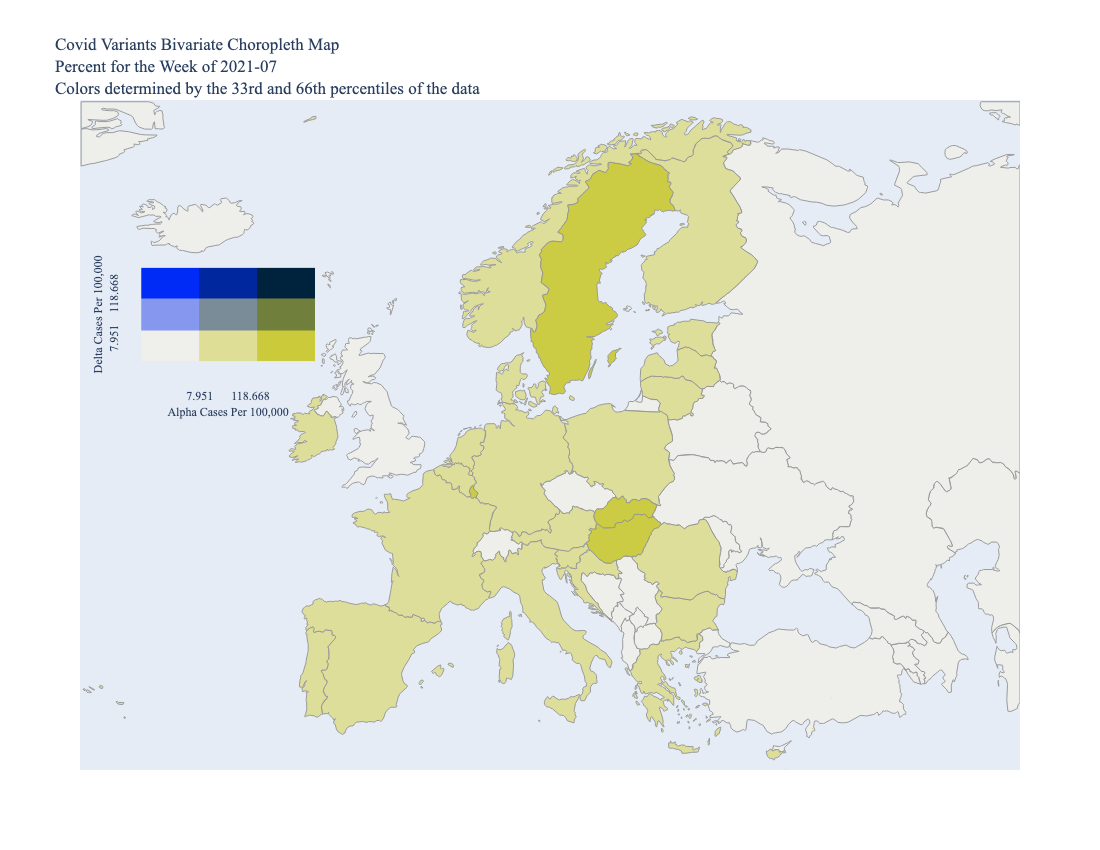 Covid Variants Bivariate Choropleth Map
Percent for the Week of 2021-07
Colors determined by the 33rd and 66th percentiles of the data
Delta Cases Per 100,000
7.951 118.668
7.951 118.668
Alpha Cases Per 100,000